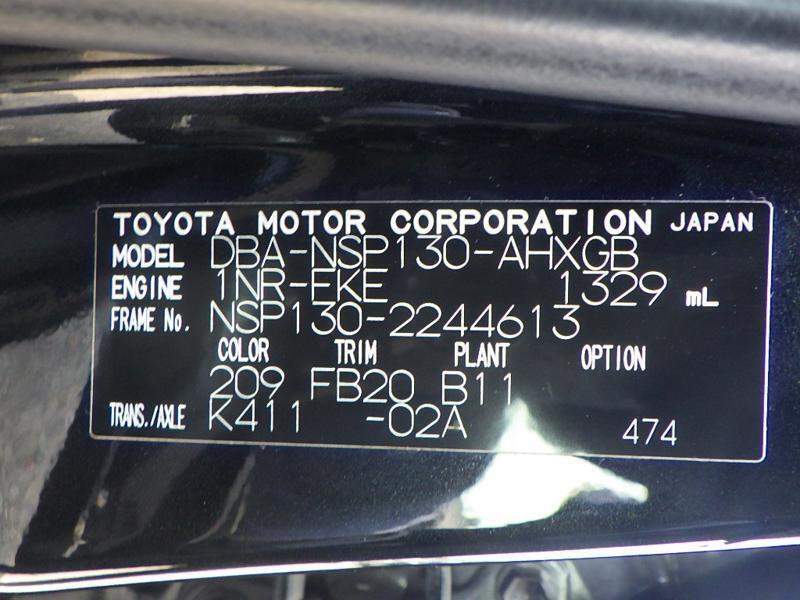 TOYOTA MOTOR CORPORATION JAPAN
MODEL DBA-NSP130-AHXGB
ENGINE 1NR-FKE 1329 mL
FRAME No. NSP130-2244613
COLOR TRIM PLANT OPTION
209 FB20 B11
TRANS./AXLE K411 -02A 474